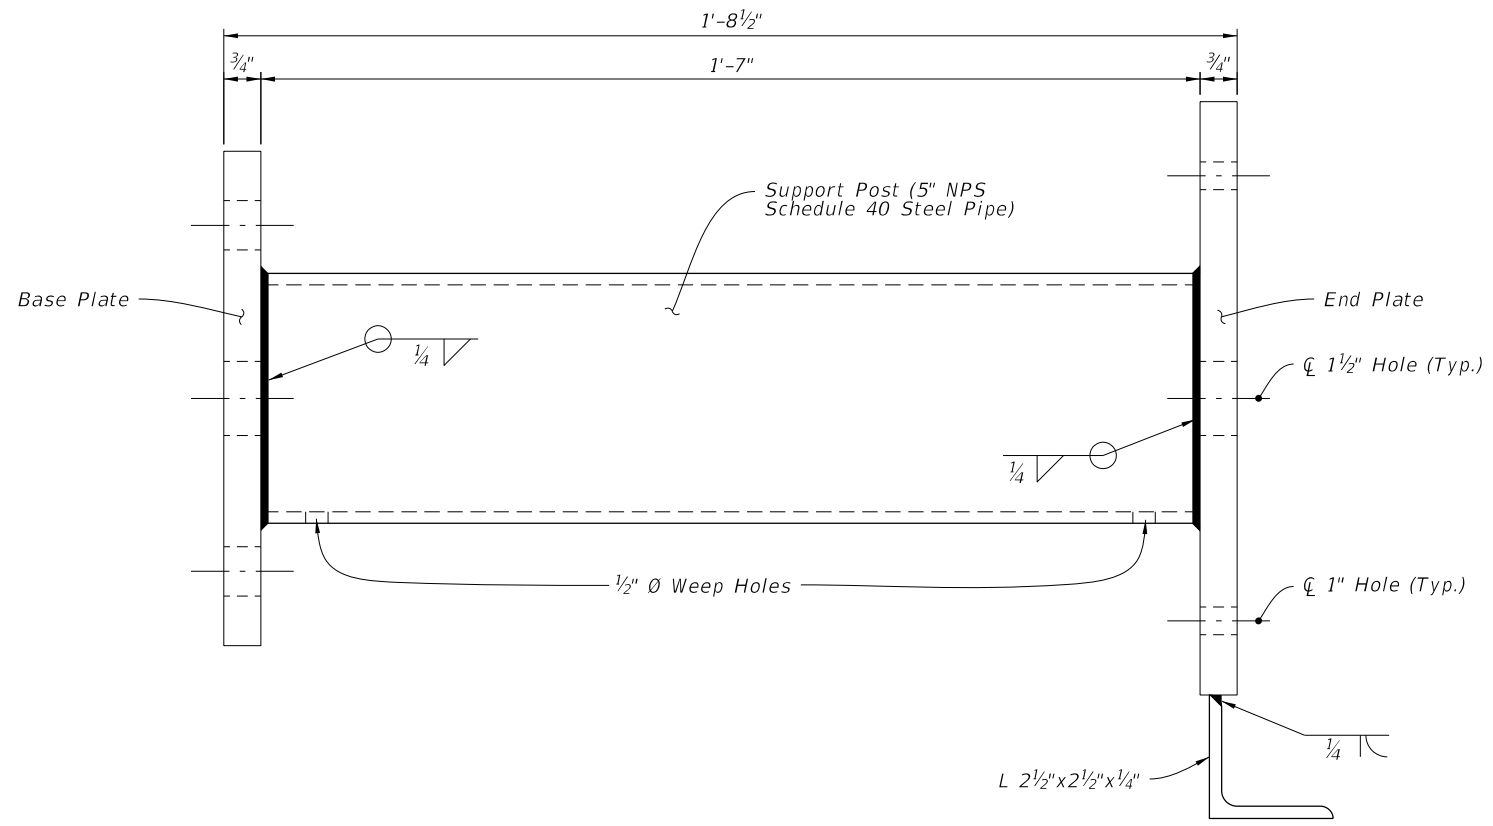 1'-8½"
¾"
1'-7"
¾"
Support Post (5" NPS
Schedule 40 Steel Pipe)
Base Plate
End Plate
¼
℄ 1½" Hole (Typ.)
¼
½" Ø Weep Holes
℄ 1" Hole (Typ.)
¼
L 2½"x2½"x¼"